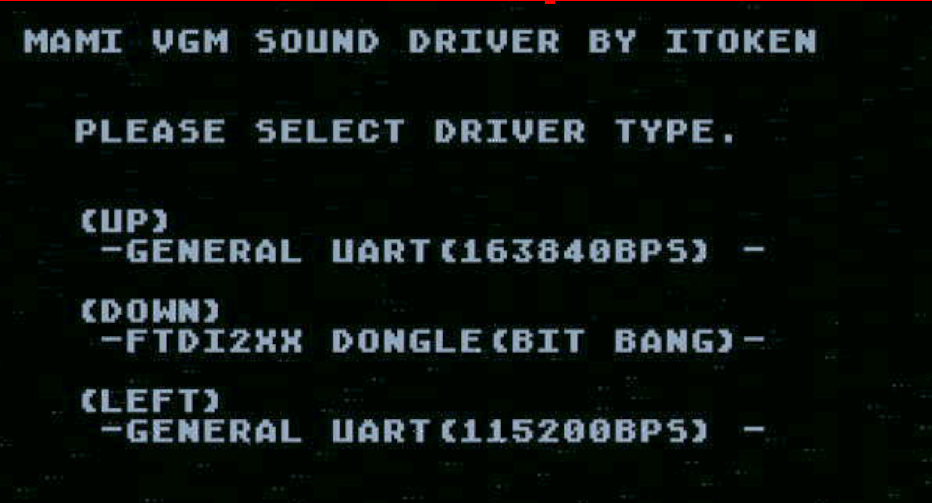 MAMI VGM SOUND DRIVER BY ITOKEN
PLEASE SELECT DRIVER TYPE.
(UP)
-GENERAL UART(163840BPS) -
(DOWN)
-FTDI2XX DONGLE(BIT BANG)-
(LEFT)
-GENERAL UART(115200BPS) -